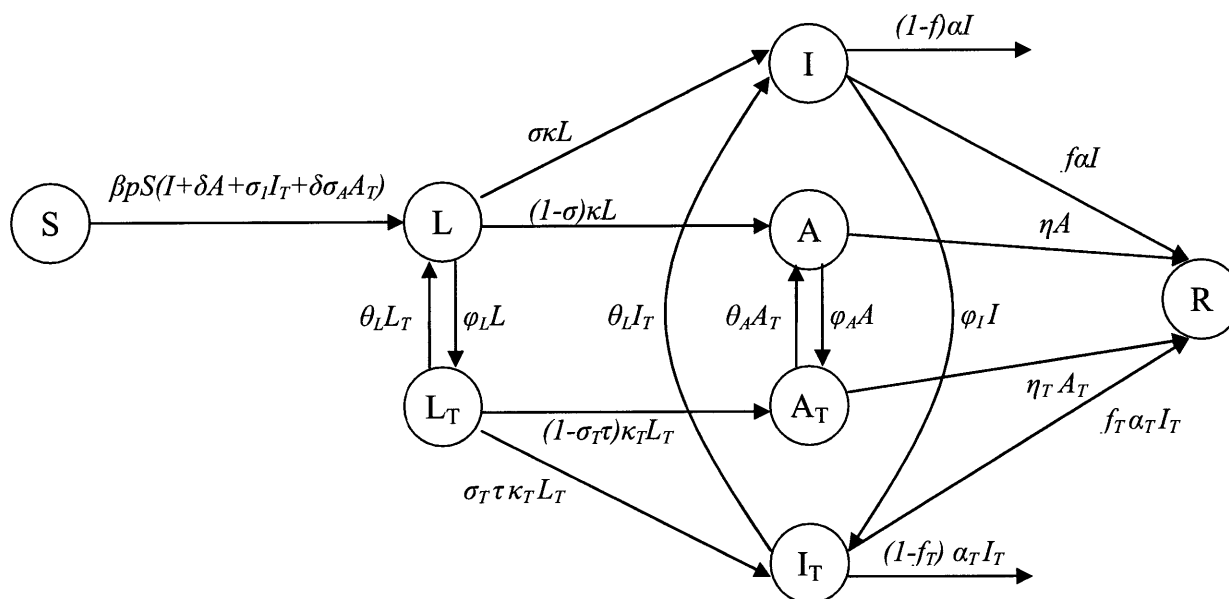 (1-f)αI
I
σκL
fαI
βpS(I+δA+σ_I I_T+δσ_A A_T)
S
L
(1-σ)κL
A
ηA
R
θ_L L_T
φ_L L
θ_L I_T
θ_A A_T
φ_A A
φ_I I
L_T
(1-σ_T τ)κ_T L_T
A_T
η_T A_T
f_T α_T I_T
σ_T τ κ_T L_T
I_T
(1-f_T) α_T I_T